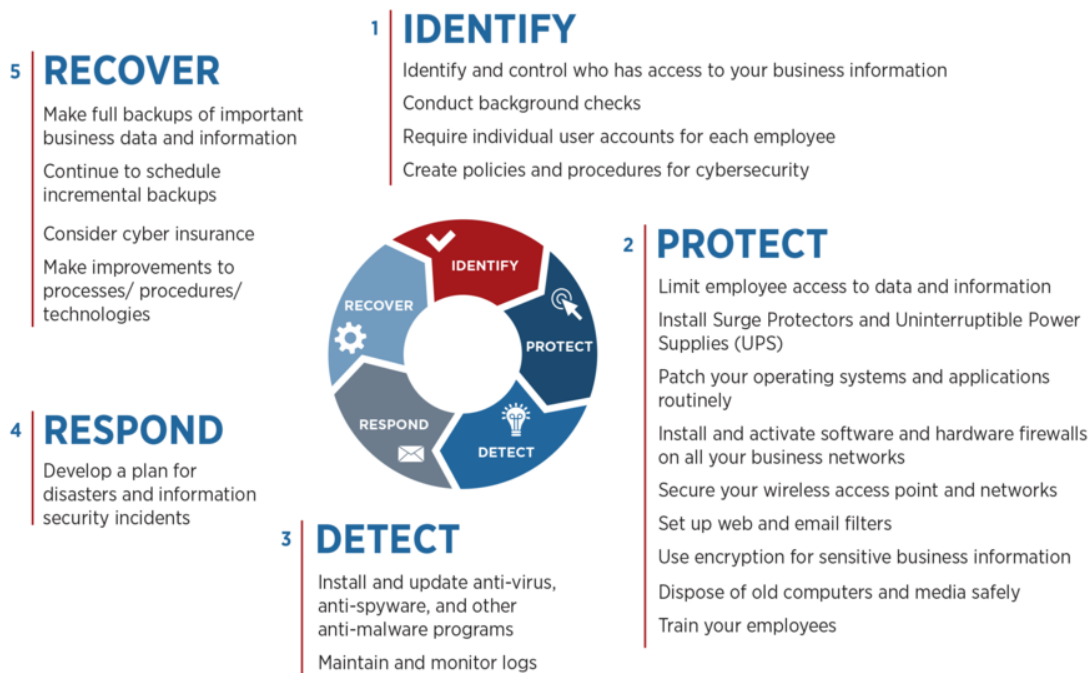 1 IDENTIFY
Identify and control who has access to your business information
Conduct background checks
Require individual user accounts for each employee
Create policies and procedures for cybersecurity
2 PROTECT
Limit employee access to data and information
Install Surge Protectors and Uninterruptible Power
Supplies (UPS)
Patch your operating systems and applications
routinely
Install and activate software and hardware firewalls
on all your business networks
Secure your wireless access point and networks
Set up web and email filters
Use encryption for sensitive business information
Dispose of old computers and media safely
Train your employees
3 DETECT
Install and update anti-virus,
anti-spyware, and other
anti-malware programs
Maintain and monitor logs
4 RESPOND
Develop a plan for
disasters and information
security incidents
5 RECOVER
Make full backups of important
business data and information
Continue to schedule
incremental backups
Consider cyber insurance
Make improvements to
processes/ procedures/
technologies
IDENTIFY
PROTECT
DETECT
RESPOND
RECOVER